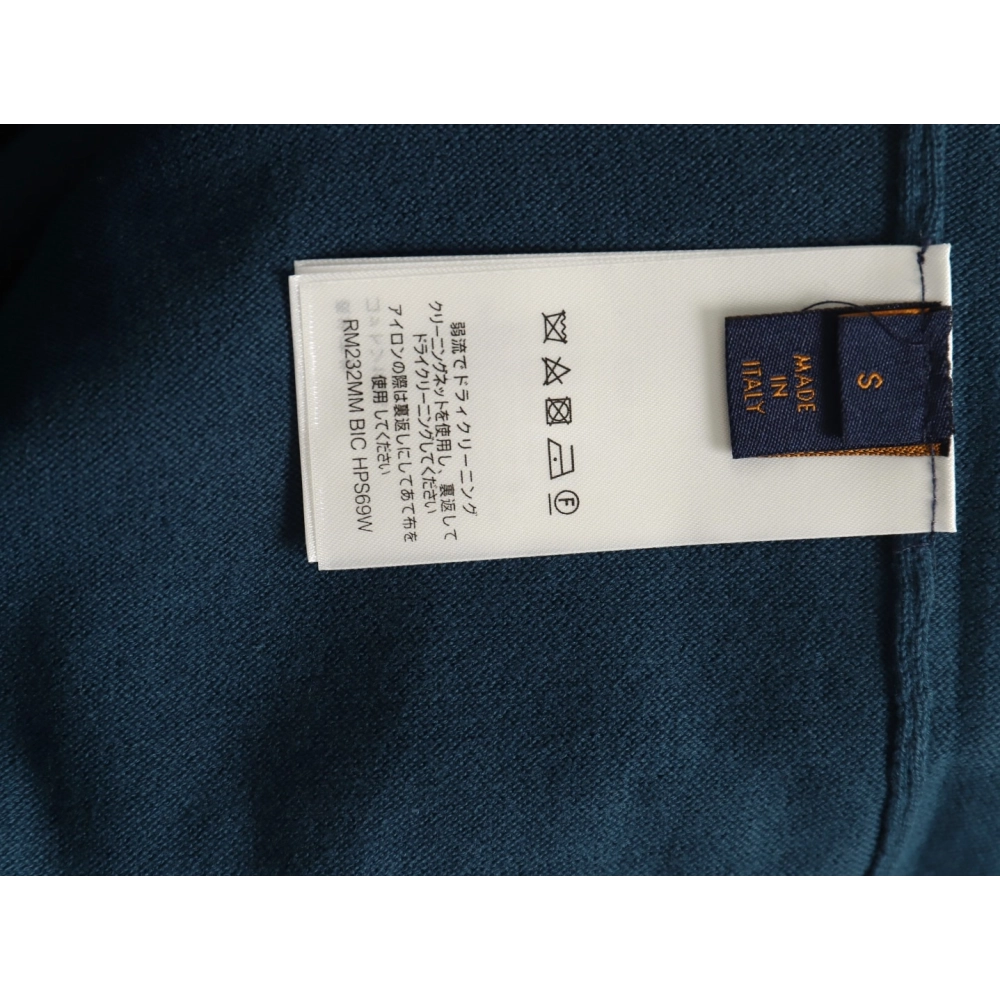 弱流でドライクリーニング
クリーニングネットを使用し、裏返して
ドライクリーニングしてください
アイロンの際は裏返しにしてあて布を
使用してください
RM232MM BIC HPS69W
F
MADE
IN
ITALY
S